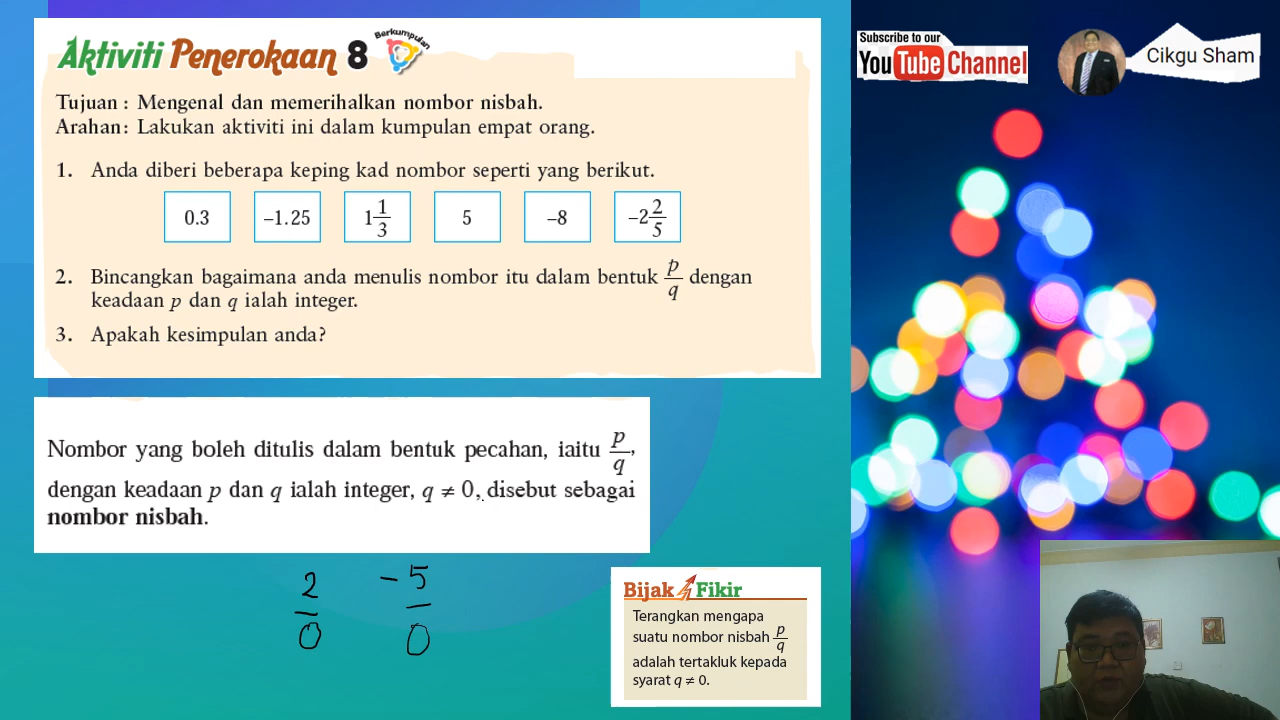 Aktiviti Penerokaan 8
Berkumpulan
Tujuan : Mengenal dan memerihalkan nombor nisbah.
Arahan: Lakukan aktiviti ini dalam kumpulan empat orang.
1. Anda diberi beberapa keping kad nombor seperti yang berikut.
0.3 –1.25 1 1/3 5 –8 –2 2/5
2. Bincangkan bagaimana anda menulis nombor itu dalam bentuk p/q dengan
keadaan p dan q ialah integer.
3. Apakah kesimpulan anda?
Nombor yang boleh ditulis dalam bentuk pecahan, iaitu p/q,
dengan keadaan p dan q ialah integer, q ≠ 0, disebut sebagai
nombor nisbah.
2/0 –5/0
Bijak Fikir
Terangkan mengapa
suatu nombor nisbah p/q
adalah tertakluk kepada
syarat q ≠ 0.
Subscribe to our
YouTube Channel
Cikgu Sham